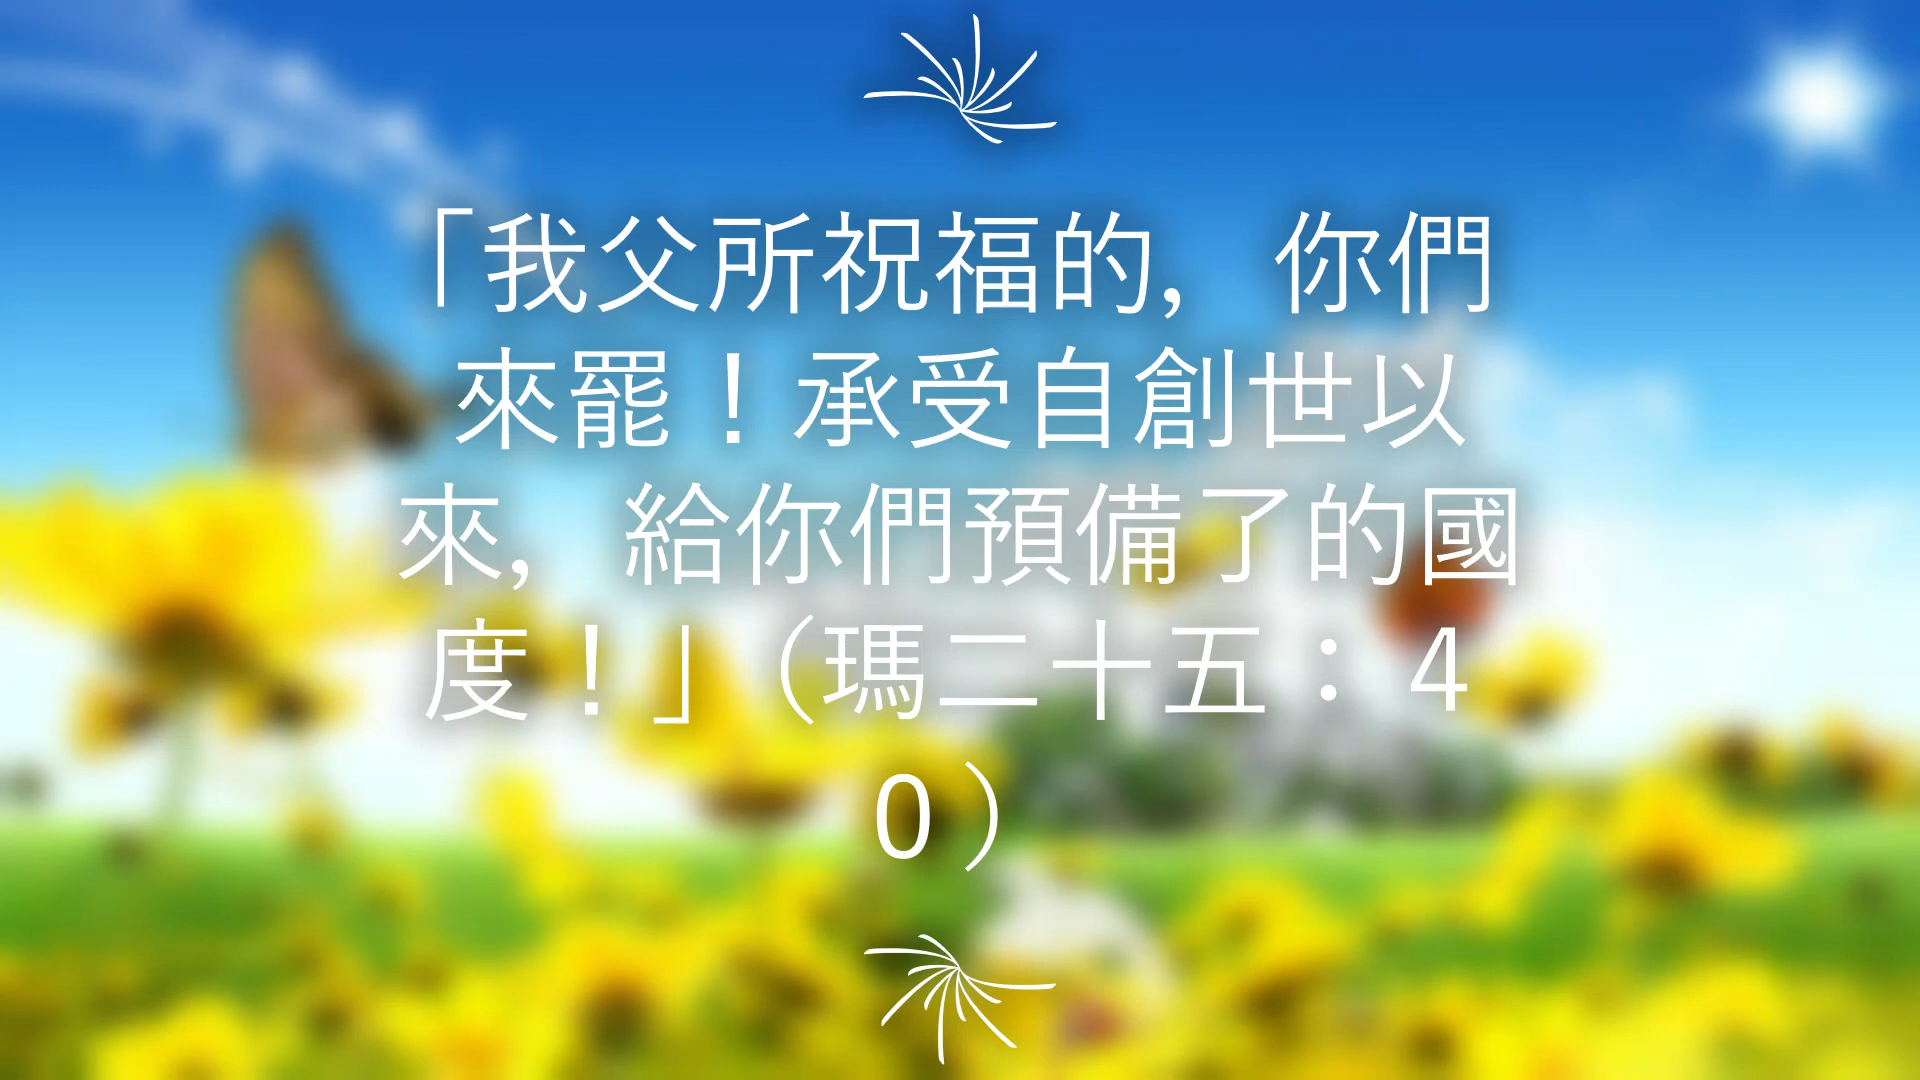 「我父所祝福的，你們
來罷！承受自創世以
來，給你們預備了的國
度！」（瑪二十五：４
０）